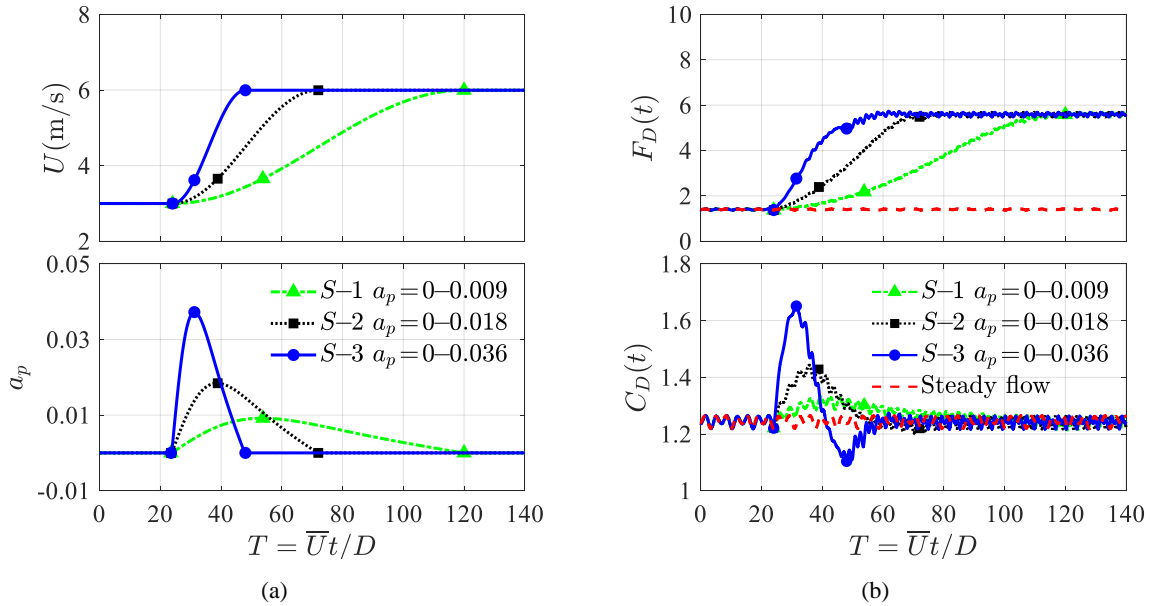 8
6
4
2
U(m/s)
0.05
0.03
0.01
-0.01
a_p
S−1 a_p=0−0.009
S−2 a_p=0−0.018
S−3 a_p=0−0.036
0 20 40 60 80 100 120 140
T = U̅t/D
(a)
10
8
6
4
2
0
F_D(t)
1.8
1.6
1.4
1.2
1
C_D(t)
S−1 a_p=0−0.009
S−2 a_p=0−0.018
S−3 a_p=0−0.036
Steady flow
0 20 40 60 80 100 120 140
T = U̅t/D
(b)